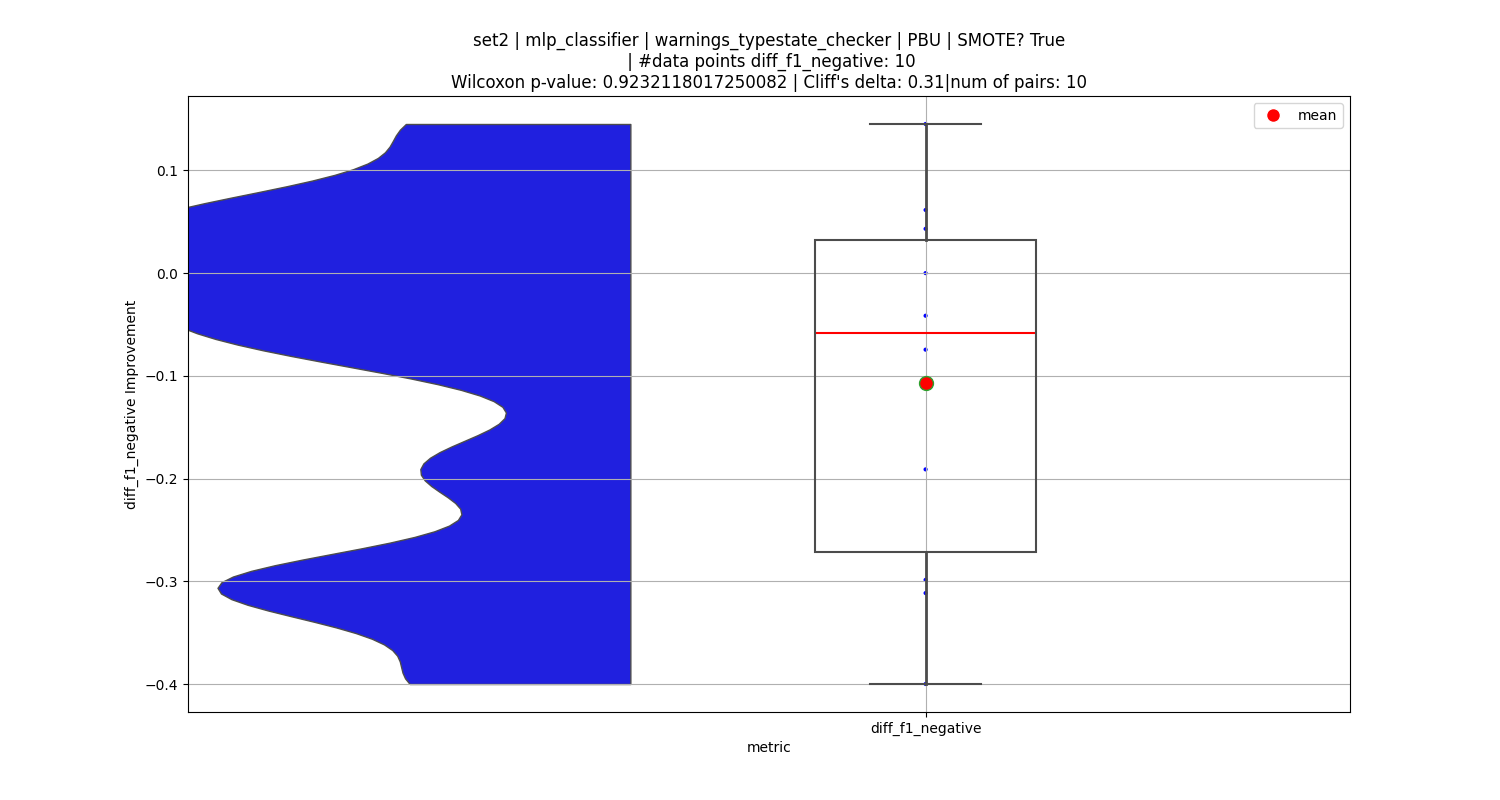 set2 | mlp_classifier | warnings_typestate_checker | PBU | SMOTE? True
| #data points diff_f1_negative: 10
Wilcoxon p-value: 0.9232118017250082 | Cliff's delta: 0.31|num of pairs: 10
mean
0.1
0.0
−0.1
−0.2
−0.3
−0.4
diff_f1_negative Improvement
diff_f1_negative
metric